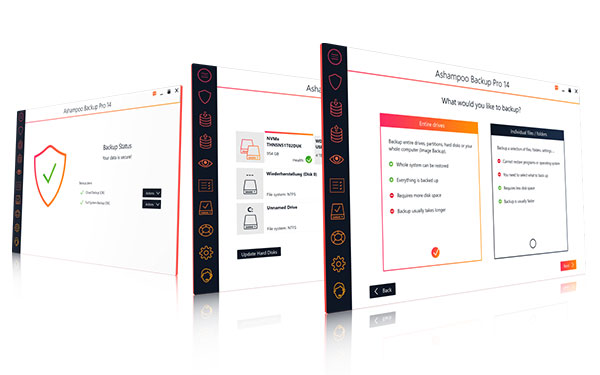 Ashampoo Backup Pro 14
Backup Status
Your data is secure!
Backup plans
Actions
Actions
Asham
NVMe
THNSN51T02DUK
954 GB
Health:
Wiederherstellung (Disk 0)
File system: NTFS
Unnamed Drive
File system: NTFS
Update Hard Disks
Ashampoo Backup Pro 14
What would you like to backup?
Entire drives
Backup entire drives, partitions, hard disks or your
whole computer (Image Backup).
Whole system can be restored
Everything is backed up
Requires more disk space
Backup usually takes longer
Individual files / folders
Backup a selection of files, folders, settings, ...
Cannot restore programs or operating system
You need to select what to back up
Requires less disk space
Backup is usually faster
Back
Next